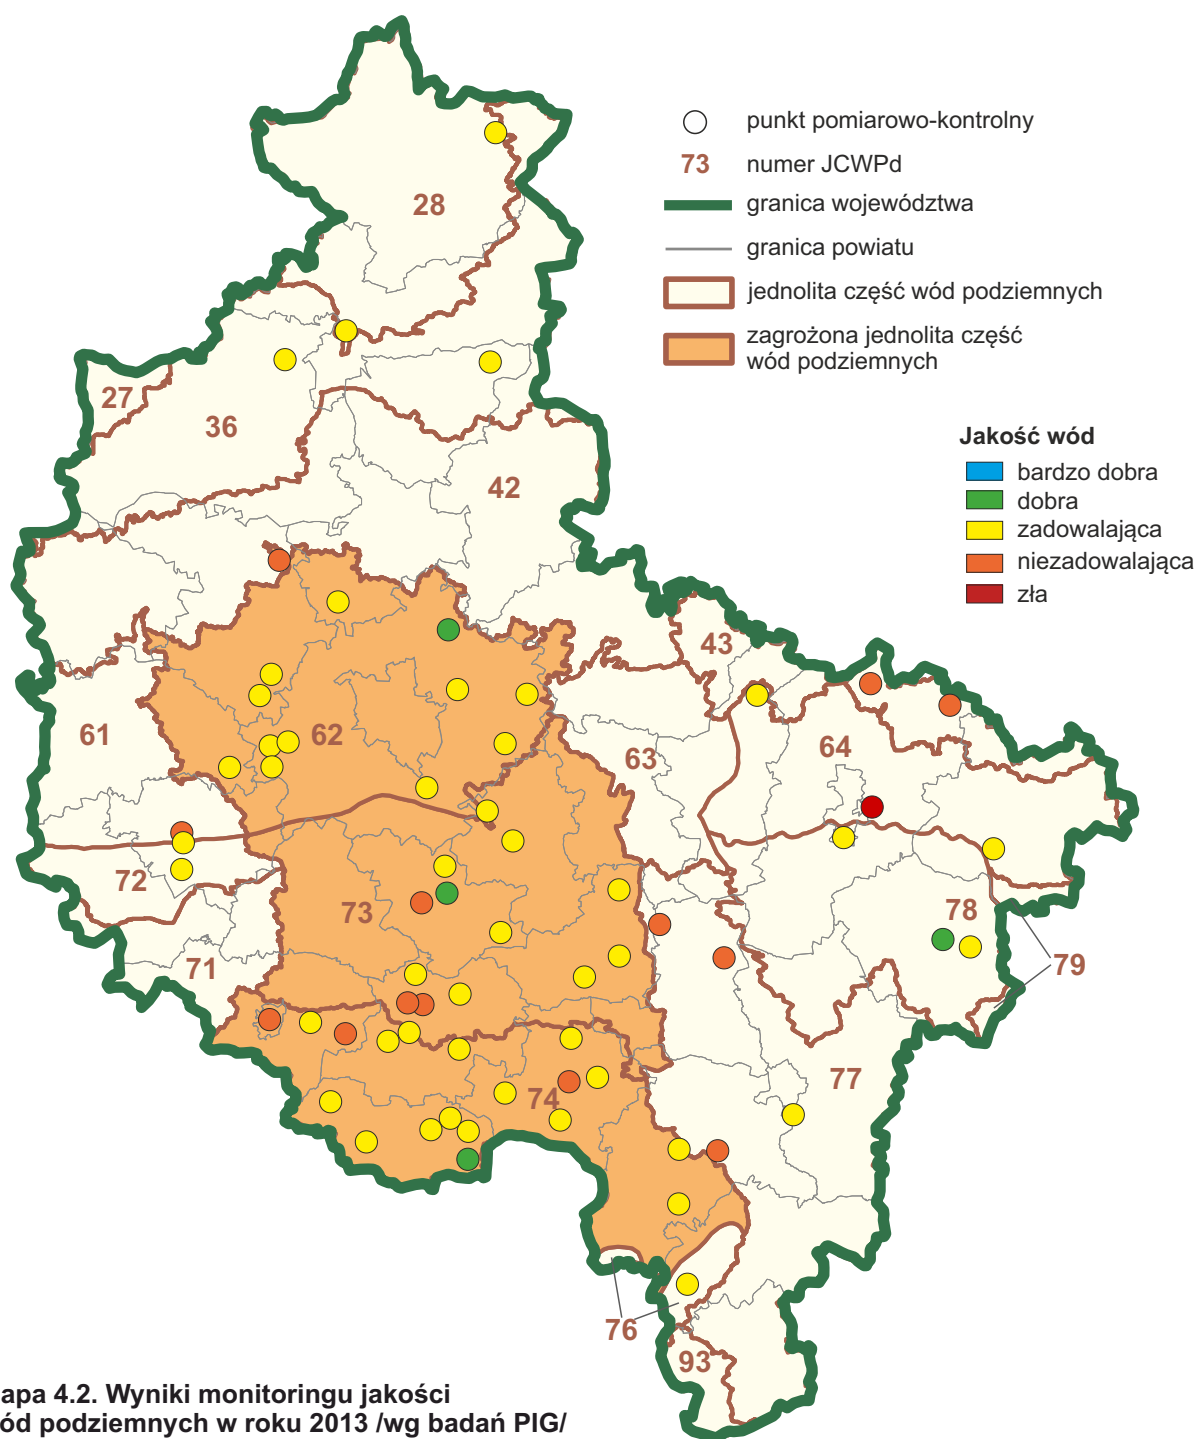 punkt pomiarowo-kontrolny
73 numer JCWPd
granica województwa
granica powiatu
jednolita część wód podziemnych
zagrożona jednolita część
wód podziemnych
Jakość wód
bardzo dobra
dobra
zadowalająca
niezadowalająca
zła
28
27
36
42
43
61
62
63
64
72
73
78
71
79
77
74
76
93
apa 4.2. Wyniki monitoringu jakości
ód podziemnych w roku 2013 /wg badań PIG/